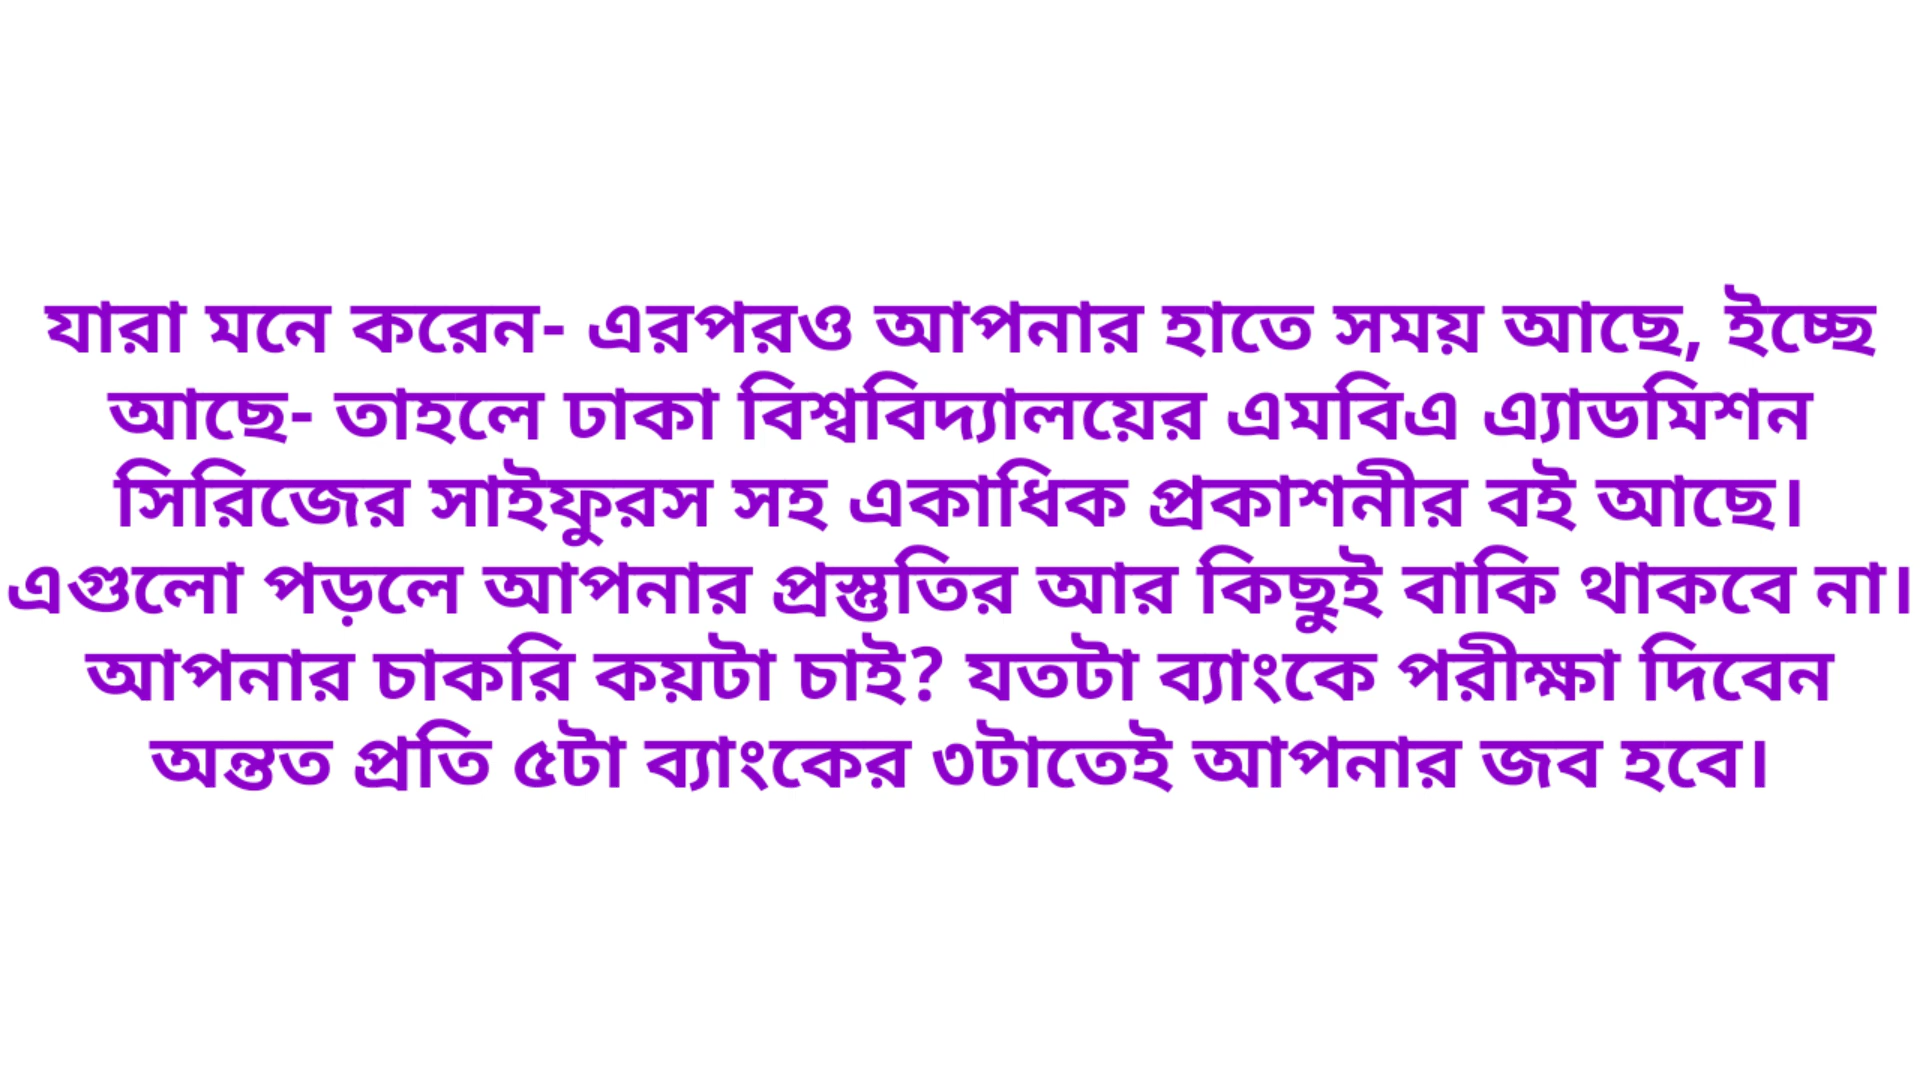 যারা মনে করেন- এরপরও আপনার হাতে সময় আছে, ইচ্ছে
আছে- তাহলে ঢাকা বিশ্ববিদ্যালয়ের এমবিএ এ্যাডমিশন
সিরিজের সাইফুরস সহ একাধিক প্রকাশনীর বই আছে।
এগুলো পড়লে আপনার প্রস্তুতির আর কিছুই বাকি থাকবে না।
আপনার চাকরি কয়টা চাই? যতটা ব্যাংকে পরীক্ষা দিবেন
অন্তত প্রতি ৫টা ব্যাংকের ৩টাতেই আপনার জব হবে।